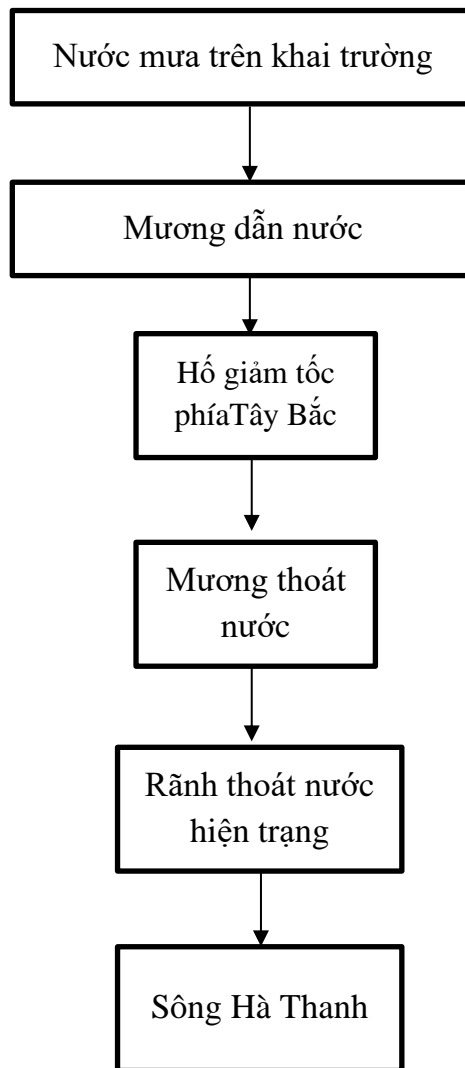 Nước mưa trên khai trường
Mương dẫn nước
Hố giảm tốc
phíaTây Bắc
Mương thoát
nước
Rãnh thoát nước
hiện trạng
Sông Hà Thanh